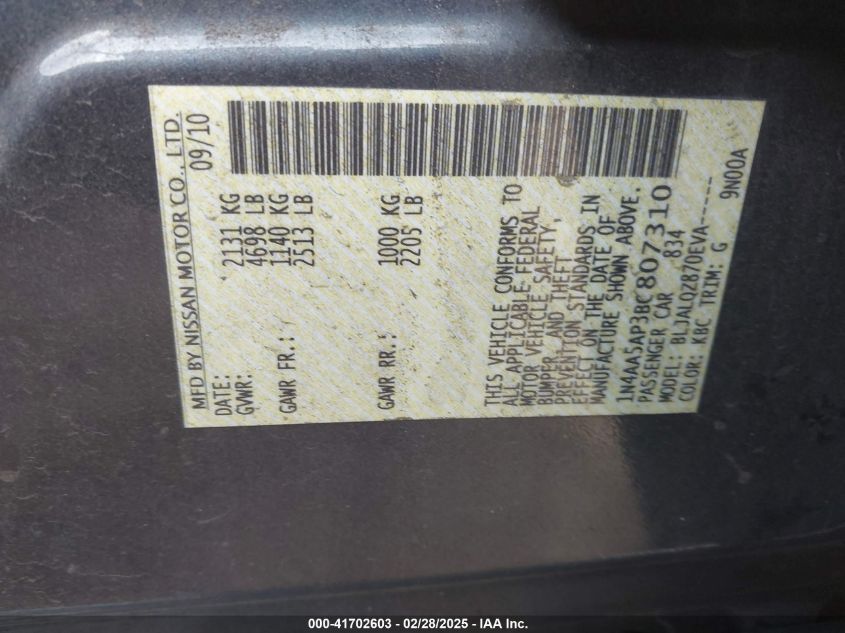 MFD BY NISSAN MOTOR CO., LTD.
DATE: 09/10
GVWR: 2131 KG
4698 LB
GAWR FR.: 1140 KG
2513 LB
GAWR RR.: 1000 KG
2205 LB
THIS VEHICLE CONFORMS TO
ALL APPLICABLE FEDERAL
MOTOR VEHICLE SAFETY,
BUMPER, AND THEFT
PREVENTION STANDARDS IN
EFFECT ON THE DATE OF
MANUFACTURE SHOWN ABOVE.
1N4AA5AP3BC807310
PASSENGER CAR 834
MODEL: BLJALQZ870EVA------
COLOR: KBC TRIM: G 9N00A
000-41702603 - 02/28/2025 - IAA Inc.